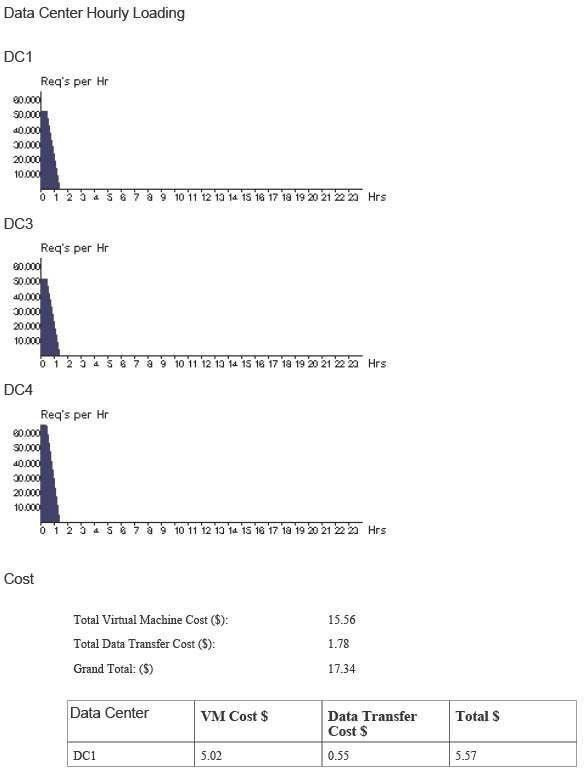 Data Center Hourly Loading
DC1
Req's per Hr
60,000
50,000
40,000
30,000
20,000
10,000
0 1 2 3 4 5 6 7 8 9 10 11 12 13 14 15 16 17 18 19 20 21 22 23 Hrs
DC3
Req's per Hr
60,000
50,000
40,000
30,000
20,000
10,000
0 1 2 3 4 5 6 7 8 9 10 11 12 13 14 15 16 17 18 19 20 21 22 23 Hrs
DC4
Req's per Hr
60,000
50,000
40,000
30,000
20,000
10,000
0 1 2 3 4 5 6 7 8 9 10 11 12 13 14 15 16 17 18 19 20 21 22 23 Hrs
Cost
Total Virtual Machine Cost ($): 15.56
Total Data Transfer Cost ($): 1.78
Grand Total: ($) 17.34
Data Center VM Cost $ Data Transfer Total $
Cost $
DC1 5.02 0.55 5.57